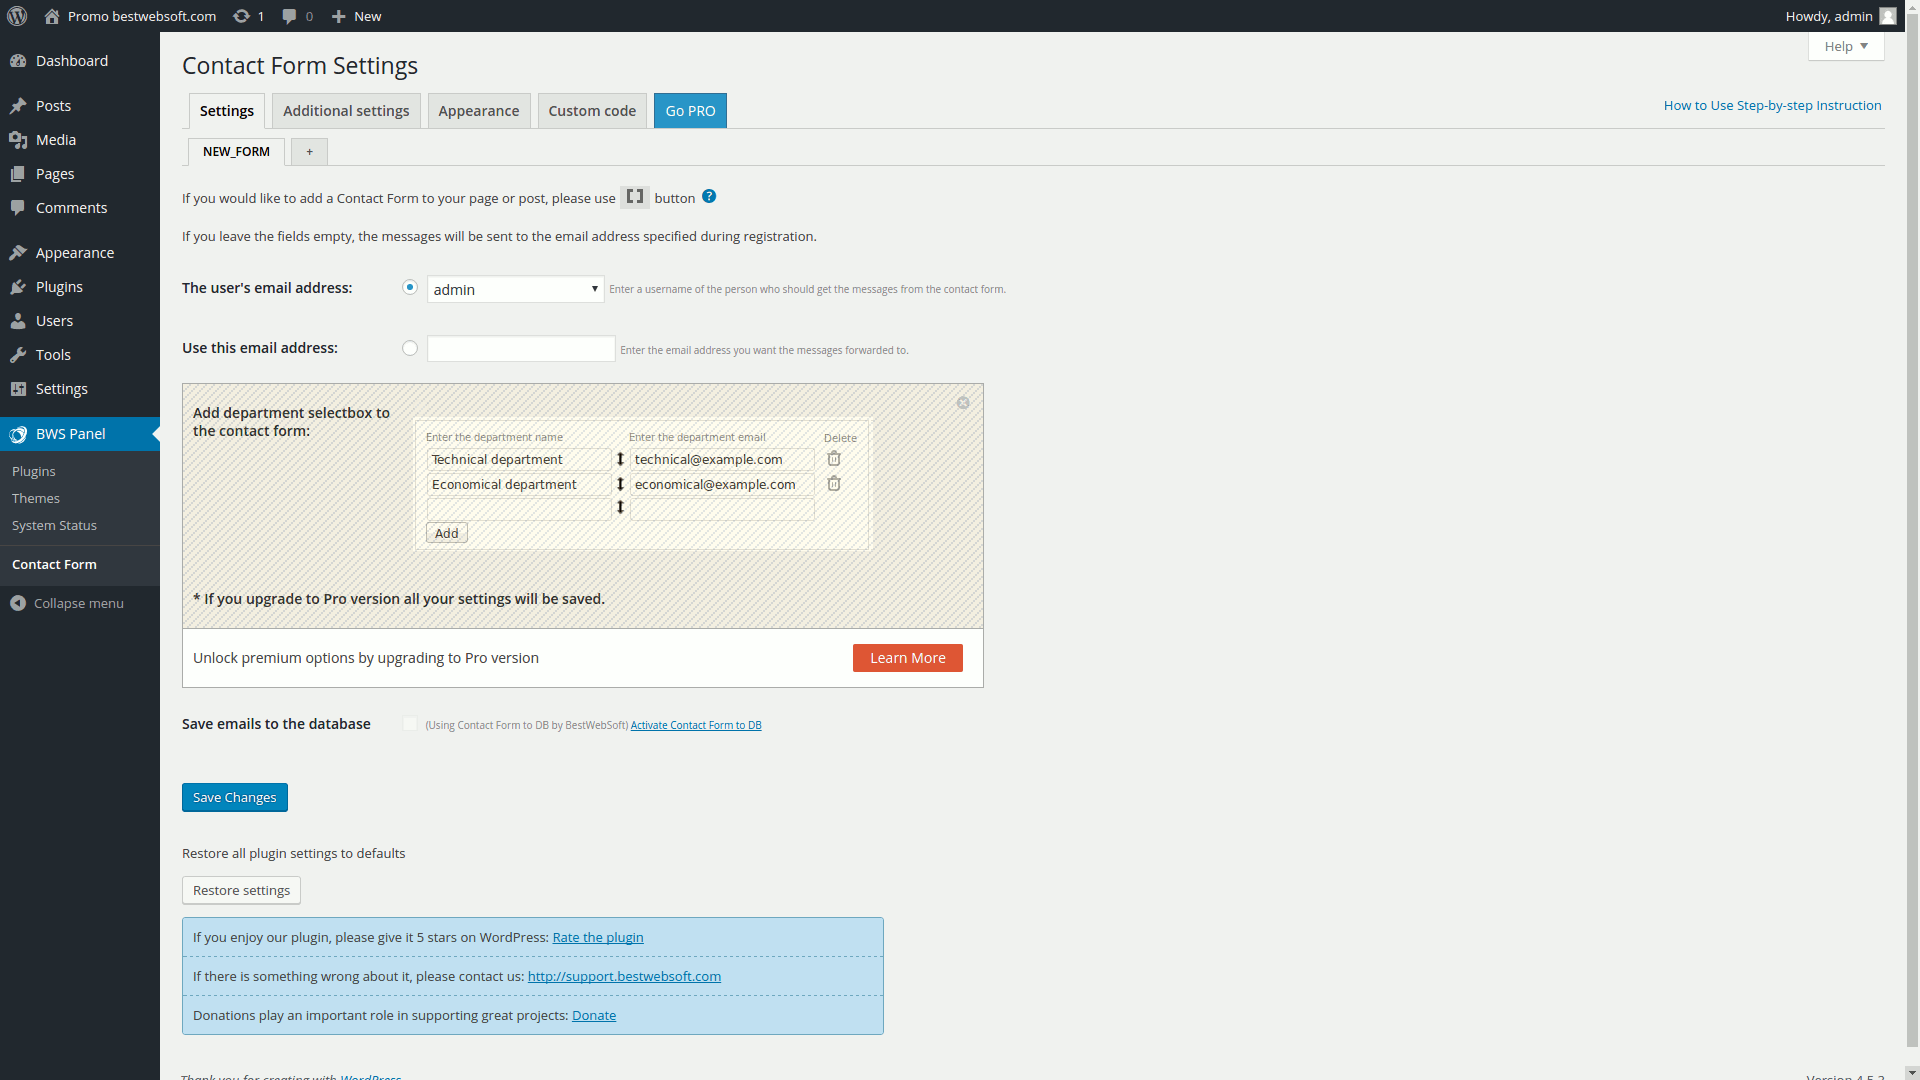 Promo bestwebsoft.com 1 0 New Howdy, admin
Help
Dashboard
Posts
Media
Pages
Comments
Appearance
Plugins
Users
Tools
Settings
BWS Panel
Plugins
Themes
System Status
Contact Form
Collapse menu
Contact Form Settings
Settings Additional settings Appearance Custom code Go PRO
How to Use Step-by-step Instruction
NEW_FORM +
If you would like to add a Contact Form to your page or post, please use [] button ?
If you leave the fields empty, the messages will be sent to the email address specified during registration.
The user's email address: admin Enter a username of the person who should get the messages from the contact form.
Use this email address: Enter the email address you want the messages forwarded to.
Add department selectbox to
the contact form:
Enter the department name Enter the department email Delete
Technical department technical@example.com
Economical department economical@example.com
Add
* If you upgrade to Pro version all your settings will be saved.
Unlock premium options by upgrading to Pro version Learn More
Save emails to the database (Using Contact Form to DB by BestWebSoft) Activate Contact Form to DB
Save Changes
Restore all plugin settings to defaults
Restore settings
If you enjoy our plugin, please give it 5 stars on WordPress: Rate the plugin
If there is something wrong about it, please contact us: http://support.bestwebsoft.com
Donations play an important role in supporting great projects: Donate
Thank you for creating with WordPress Version 4.5.2